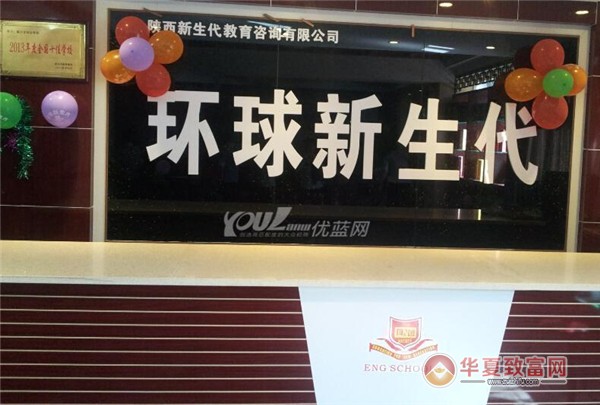 陕西新生代教育咨询有限公司
2013年度全国十佳学校
环球新生代
YOUL 优蓝网
ENG SCHO
华夏致富网